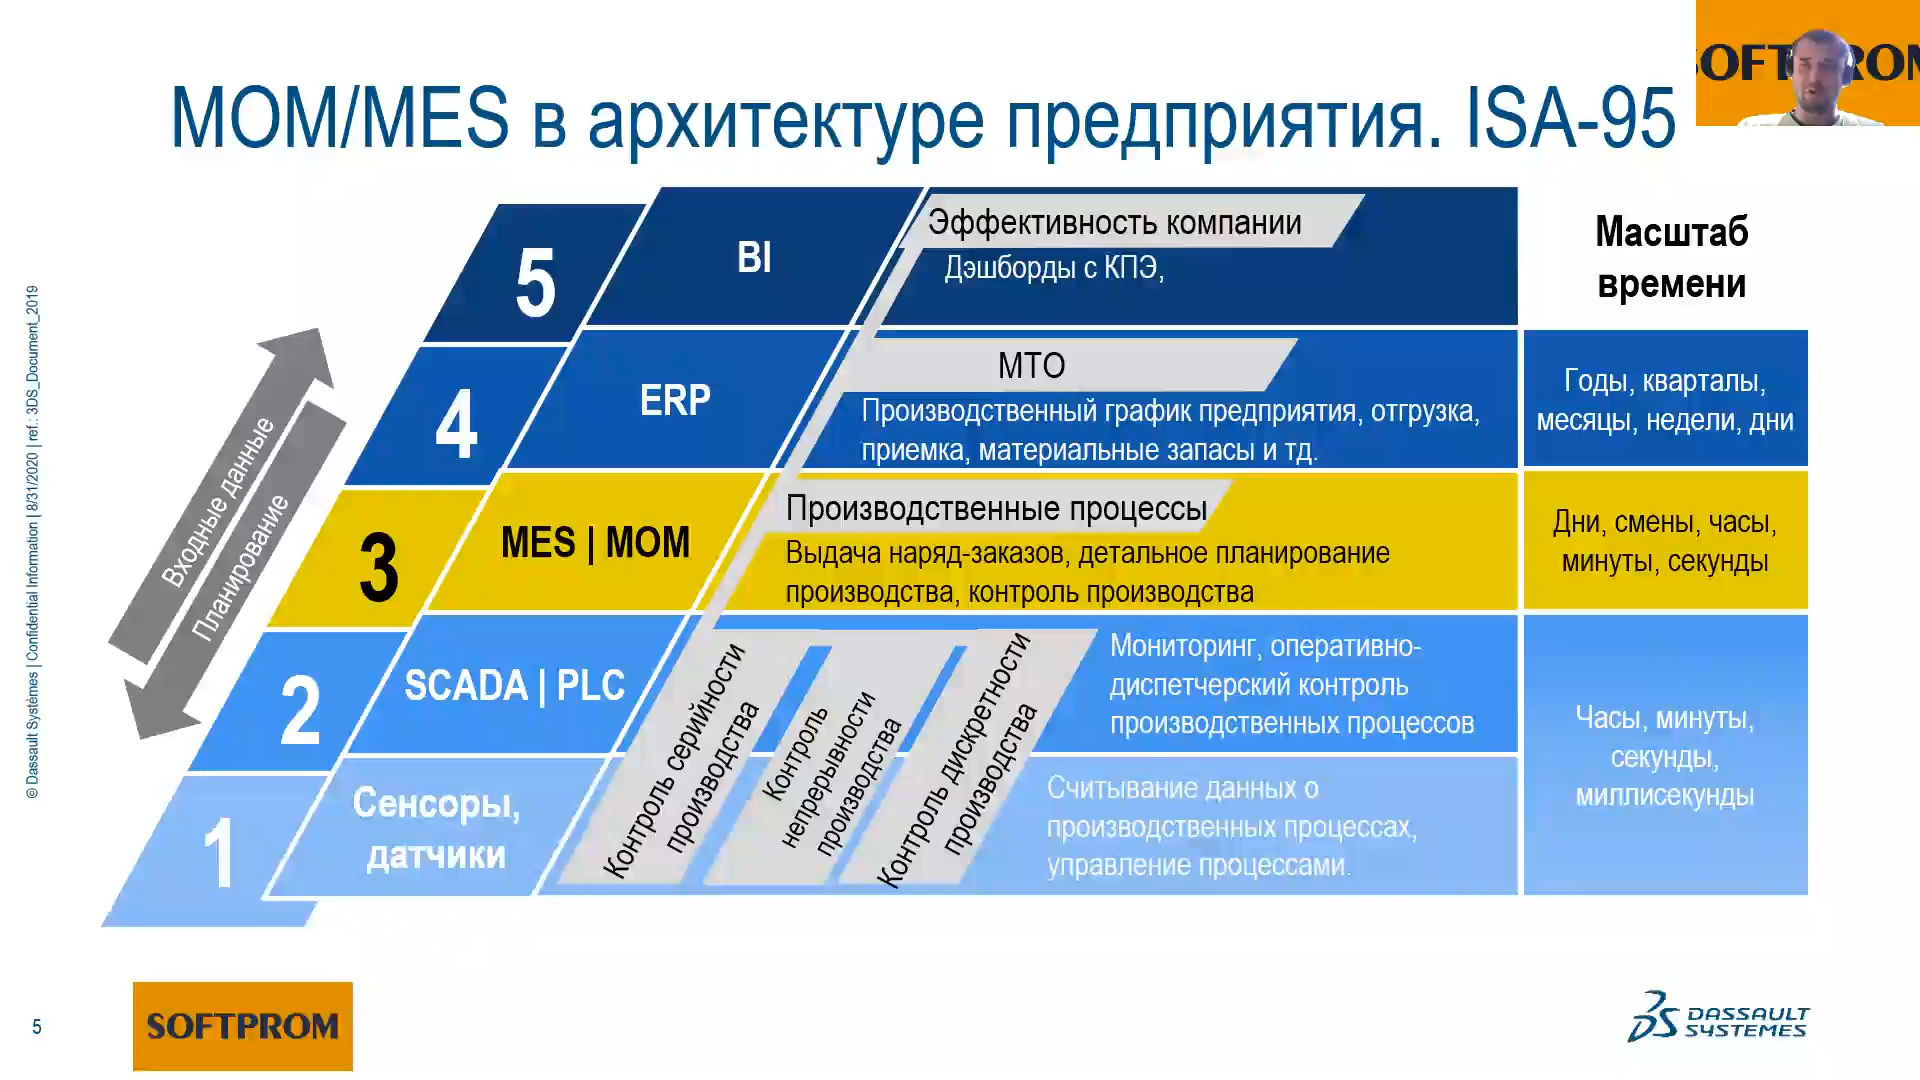 MOM/MES в архитектуре предприятия. ISA-95
5
BI
Эффективность компании
Дэшборды с КПЭ,
Масштаб
времени
4
ERP
МТО
Производственный график предприятия, отгрузка,
приемка, материальные запасы и тд.
Годы, кварталы,
месяцы, недели, дни
3
MES | MOM
Производственные процессы
Выдача наряд-заказов, детальное планирование
производства, контроль производства
Дни, смены, часы,
минуты, секунды
2
SCADA | PLC
Мониторинг, оперативно-
диспетчерский контроль
производственных процессов
1
Сенсоры,
датчики
Контроль серийности
производства
Контроль
непрерывности
производства
Контроль дискретности
производства
Считывание данных о
производственных процессах,
управление процессами.
Часы, минуты,
секунды,
миллисекунды
Входные данные
Планирование
© Dassault Systèmes | Confidential Information | 8/31/2020 | ref.: 3DS_Document_2019
5
SOFTPROM
DASSAULT
SYSTEMES